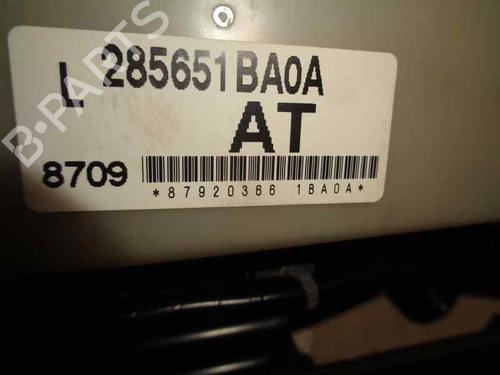 L 285651BA0A
AT
8709
*87920366 1BA0A*
B-PARTS